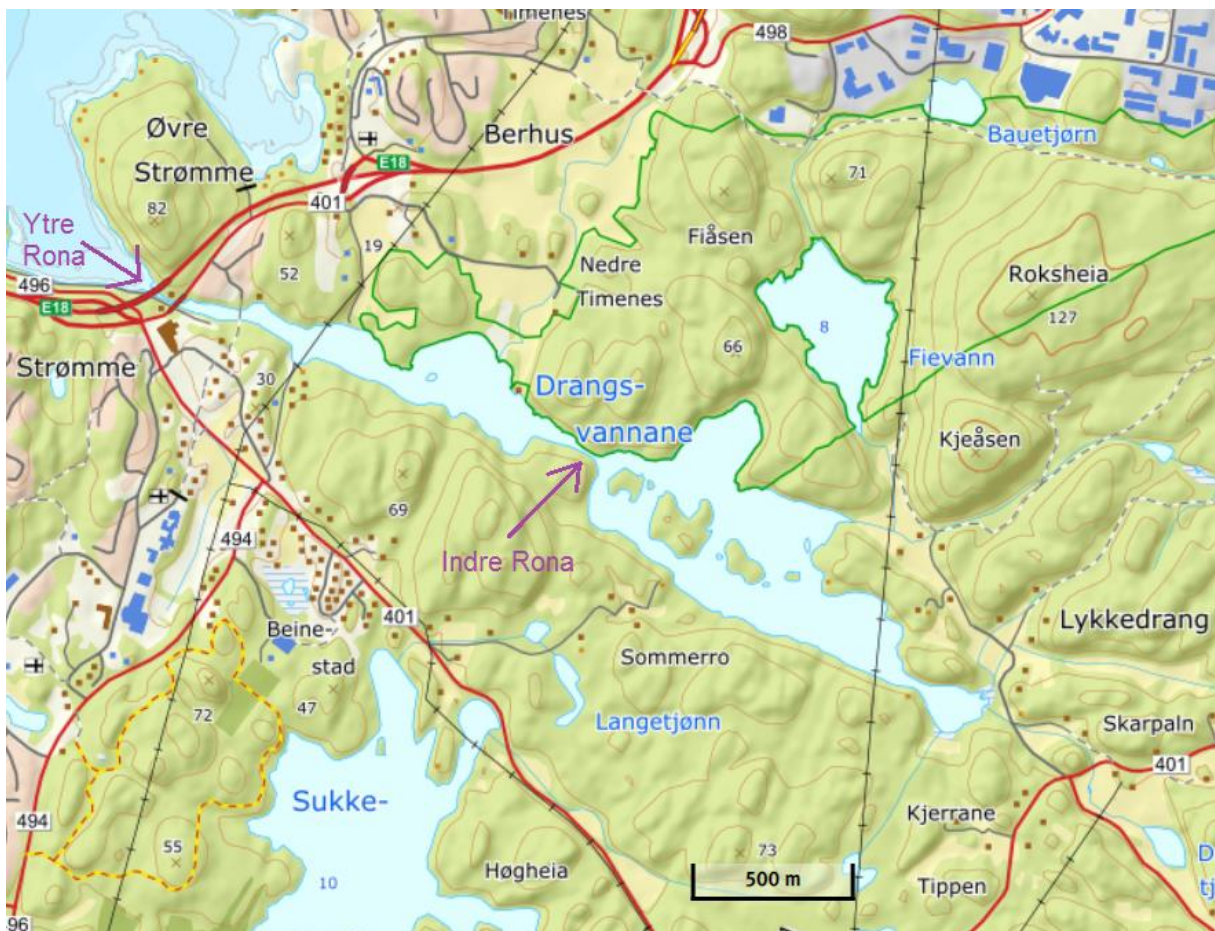 Timenes
498
Øvre
Strømme
Berhus
Bauetjørn
E18
82
401
71
Ytre
Rona
19
Fiåsen
52
Nedre
Timenes
Roksheia
496
E18
8
127
66
Strømme
Fievann
30
Drangs-
vannane
Kjeåsen
69
494
Indre Rona
401
Beine-
stad
Sommerro
Lykkedrang
47
72
Langetjønn
Skarpaln
401
Sukke-
494
Kjerrane
55
73
10
Høgheia
500 m
Tippen
D
tj
96